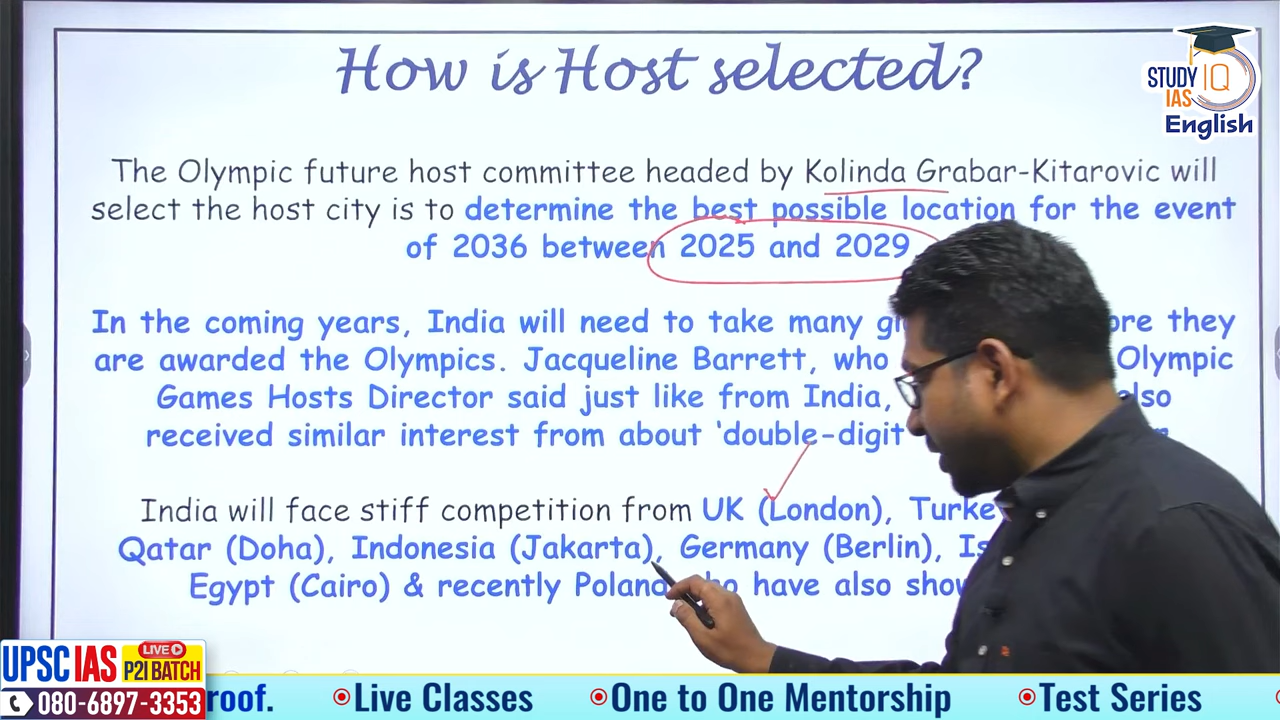 How is Host selected?
STUDY IQ
IAS
English
The Olympic future host committee headed by Kolinda Grabar-Kitarovic will
select the host city is to determine the best possible location for the event
of 2036 between 2025 and 2029
In the coming years, India will need to take many they
are awarded the Olympics. Jacqueline Barrett, who Olympic
Games Hosts Director said just like from India,
received similar interest from about 'double-digit
India will face stiff competition from UK (London),
Qatar (Doha), Indonesia (Jakarta), Germany (Berlin),
Egypt (Cairo) & recently Poland have also
UPSC IAS LIVE P2I BATCH
080-6897-3353
roof. Live Classes One to One Mentorship Test Series